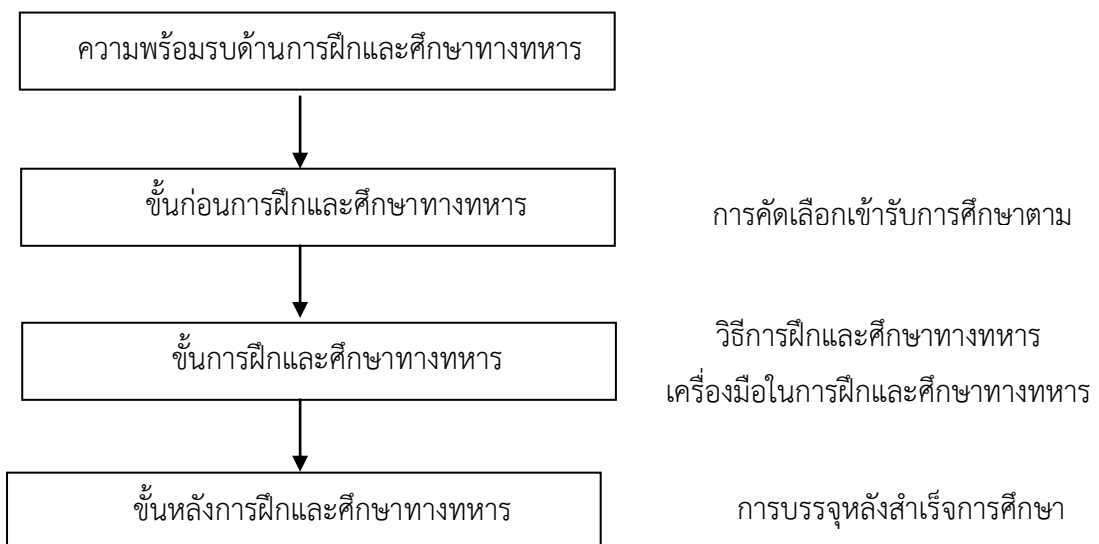 ความพร้อมรบด้านการฝึกและศึกษาทางทหาร
ขั้นก่อนการฝึกและศึกษาทางทหาร
การคัดเลือกเข้ารับการศึกษาตาม
ขั้นการฝึกและศึกษาทางทหาร
วิธีการฝึกและศึกษาทางทหาร
เครื่องมือในการฝึกและศึกษาทางทหาร
ขั้นหลังการฝึกและศึกษาทางทหาร
การบรรจุหลังสำเร็จการศึกษา